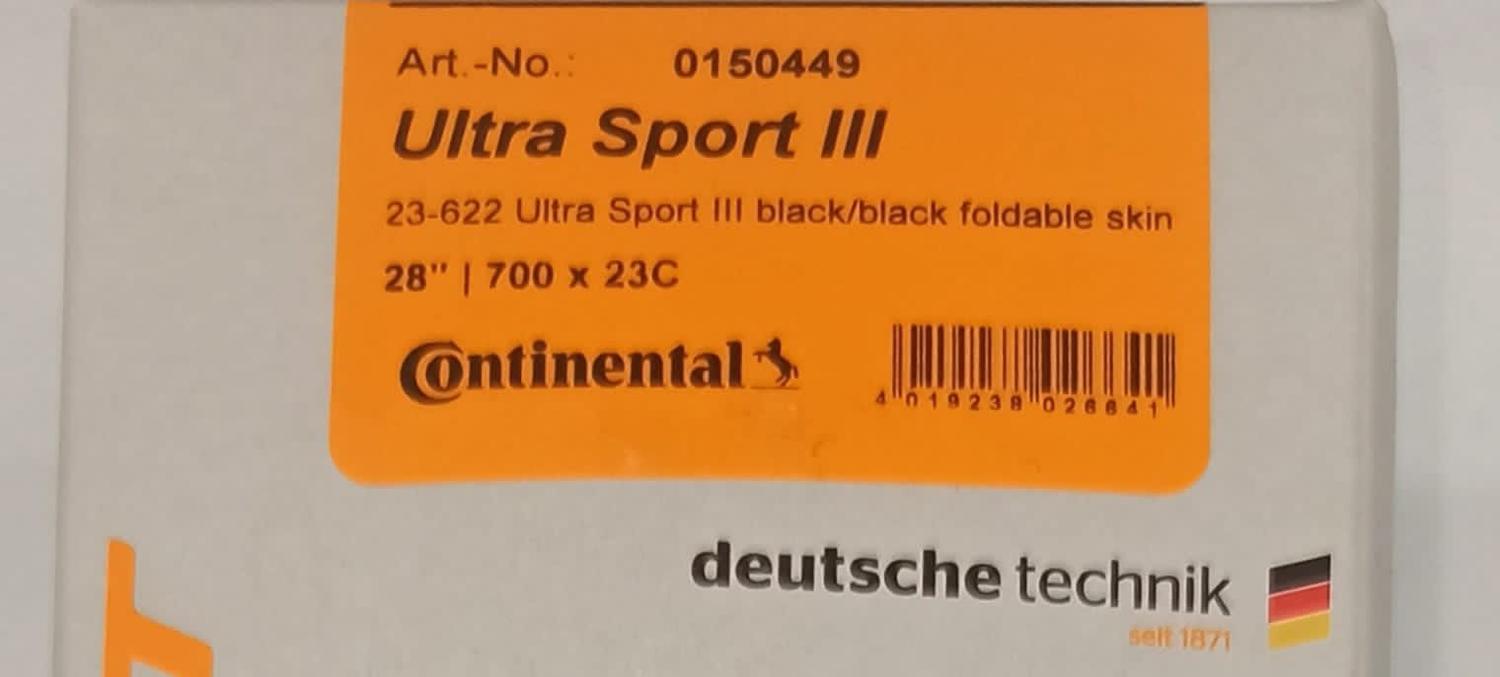 Art.-No.: 0150449
Ultra Sport III
23-622 Ultra Sport III black/black foldable skin
28" | 700 x 23C
Continental
4 019238 026641
deutsche technik
seit 1871